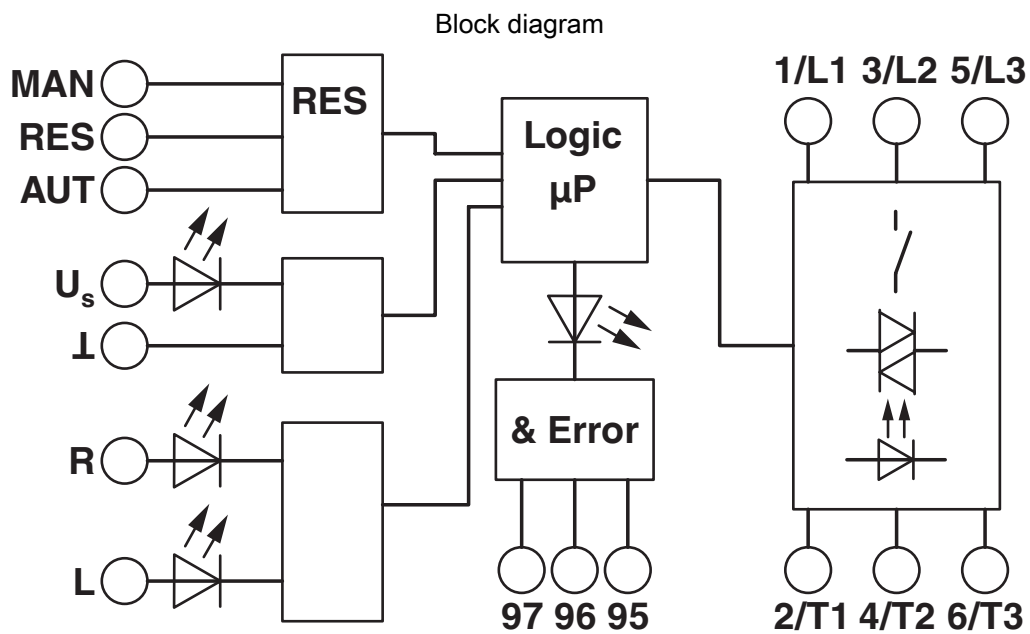 Block diagram
MAN
RES
AUT
RES
Us
⊥
R
L
Logic
µP
& Error
97 96 95
1/L1 3/L2 5/L3
2/T1 4/T2 6/T3